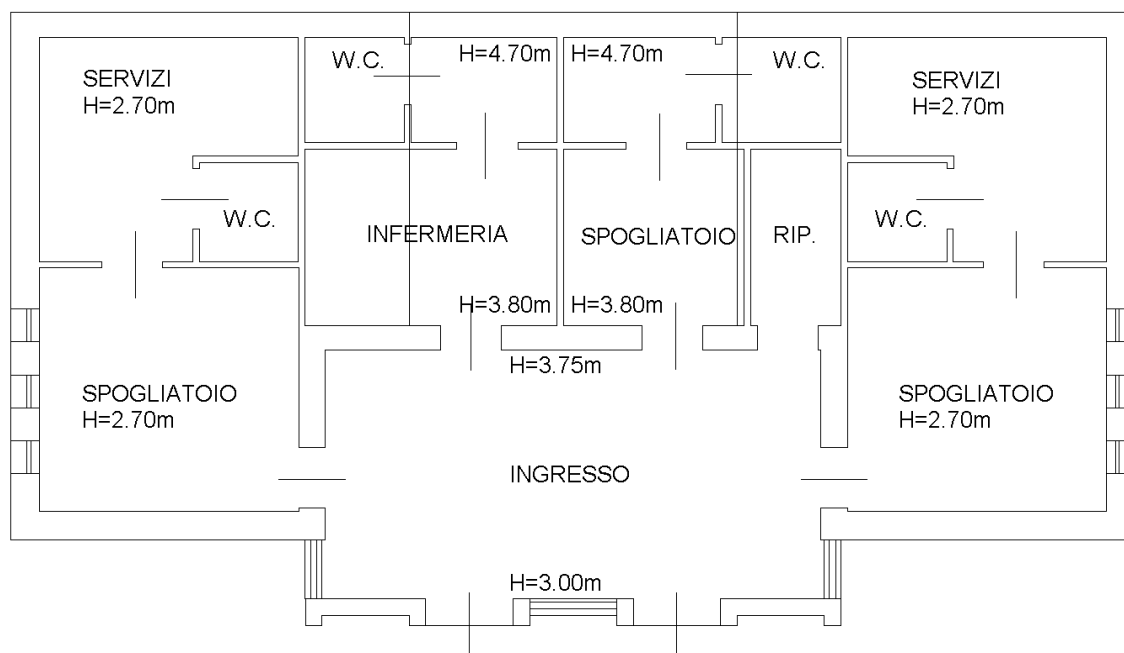 H=4.70m
H=4.70m
W.C.
W.C.
SERVIZI
H=2.70m
SERVIZI
H=2.70m
W.C.
INFERMERIA
SPOGLIATOIO
RIP.
W.C.
H=3.80m
H=3.80m
H=3.75m
SPOGLIATOIO
H=2.70m
SPOGLIATOIO
H=2.70m
INGRESSO
H=3.00m